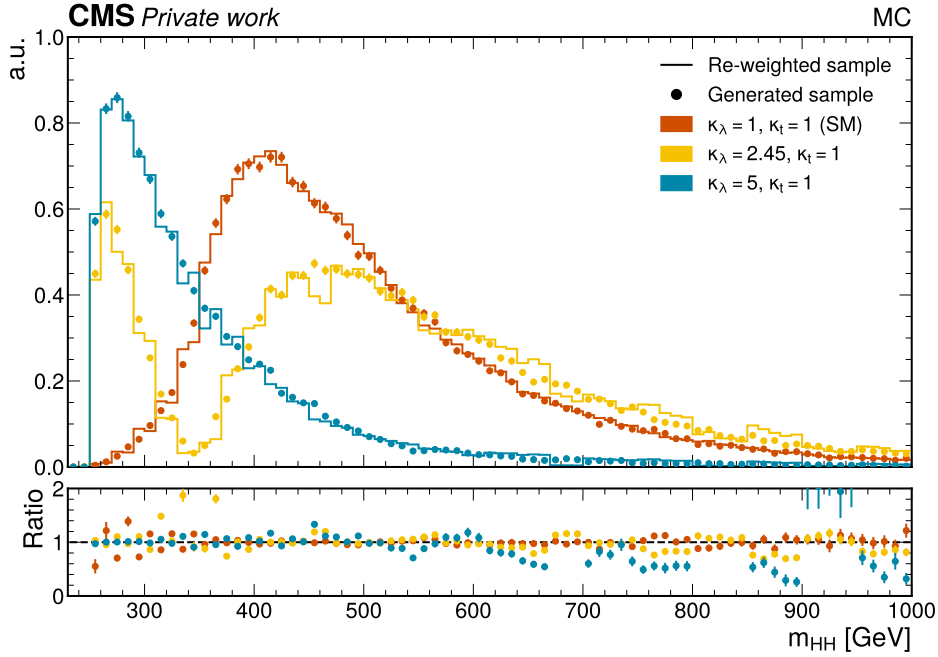 CMS Private work MC
a.u.
1.0
0.8
0.6
0.4
0.2
0.0
Re-weighted sample
Generated sample
κλ = 1, κt = 1 (SM)
κλ = 2.45, κt = 1
κλ = 5, κt = 1
Ratio
2
1
0
300 400 500 600 700 800 900 1000
mHH [GeV]